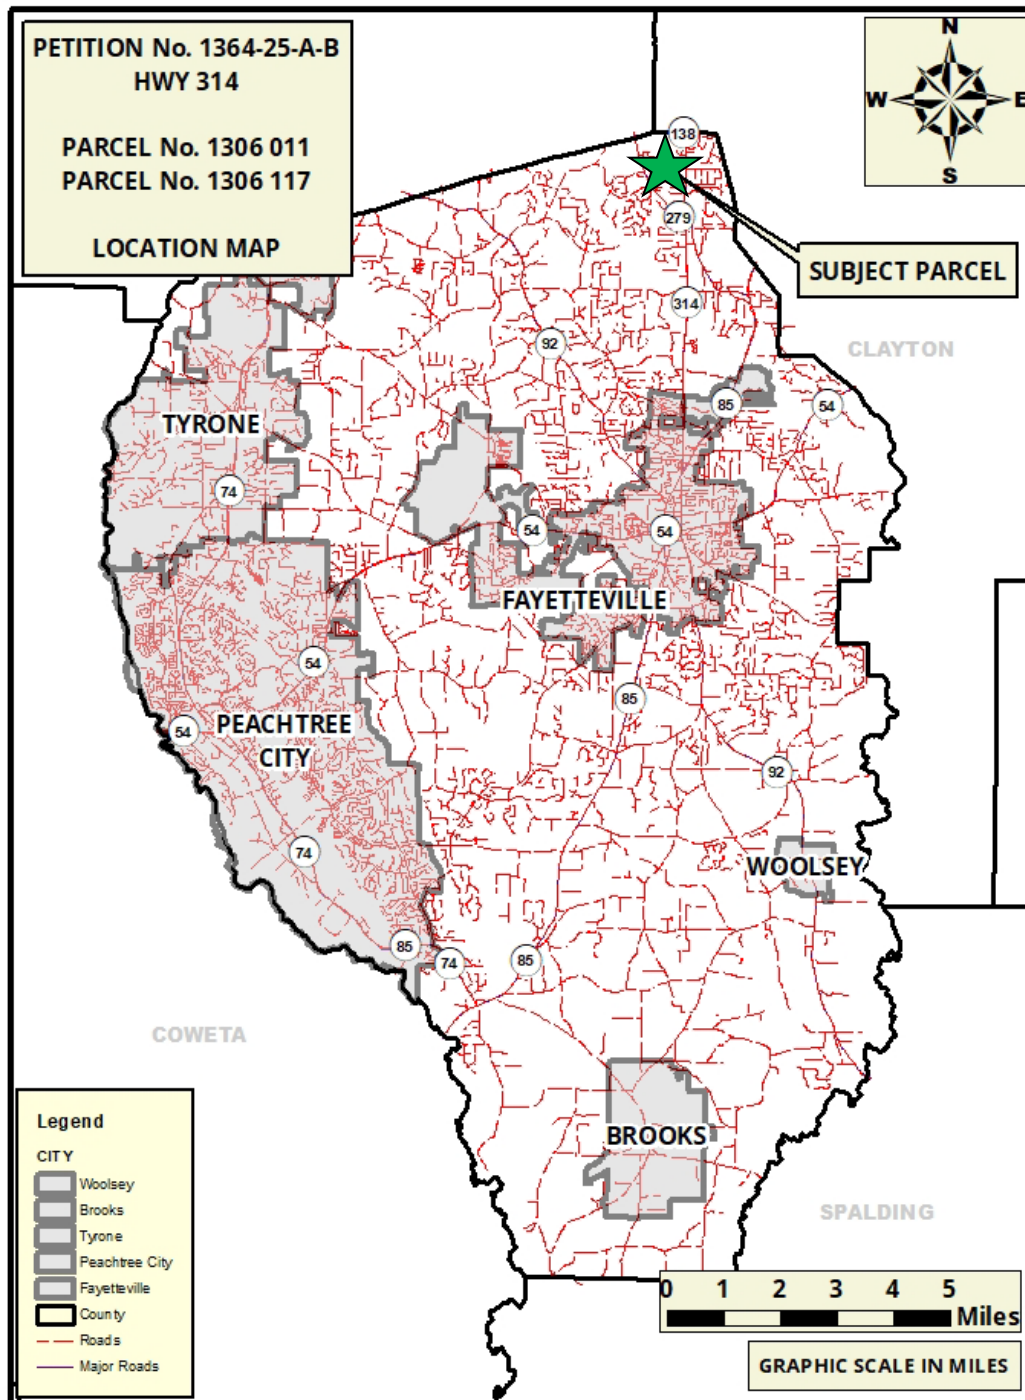 PETITION No. 1364-25-A-B
HWY 314
PARCEL No. 1306 011
PARCEL No. 1306 117
LOCATION MAP
N
W
E
S
138
279
SUBJECT PARCEL
314
92
CLAYTON
85
54
TYRONE
74
54
54
FAYETTEVILLE
54
85
54
PEACHTREE
CITY
92
74
WOOLSEY
85
74
85
COWETA
BROOKS
SPALDING
Legend
CITY
Woolsey
Brooks
Tyrone
Peachtree City
Fayetteville
County
Roads
Major Roads
0 1 2 3 4 5
Miles
GRAPHIC SCALE IN MILES